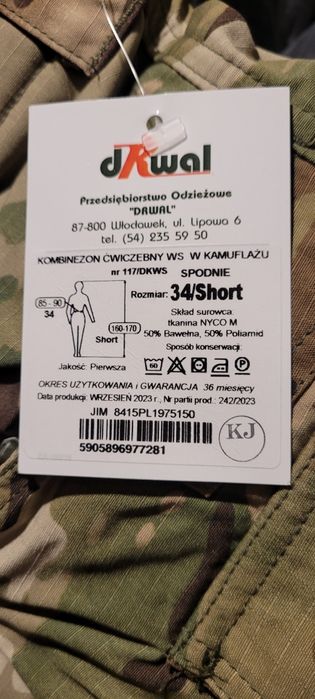 dRwal
Przedsiębiorstwo Odzieżowe
"DRWAL"
87-800 Włocławek, ul. Lipowa 6
tel. (54) 235 59 50
KOMBINEZON ĆWICZEBNY WS W KAMUFLAŻU
nr 117/DKWS SPODNIE
Rozmiar: 34/Short
85 - 90
34
160-170
Short
Skład surowca:
tkanina NYCO M
50% Bawełna, 50% Poliamid
Sposób konserwacji:
Jakość: Pierwsza
60
P
OKRES UŻYTKOWANIA i GWARANCJA 36 miesięcy
Data produkcji: WRZESIEŃ 2023 r., Nr partii prod.: 242/2023
JIM 8415PL1975150
KJ
5905896977281